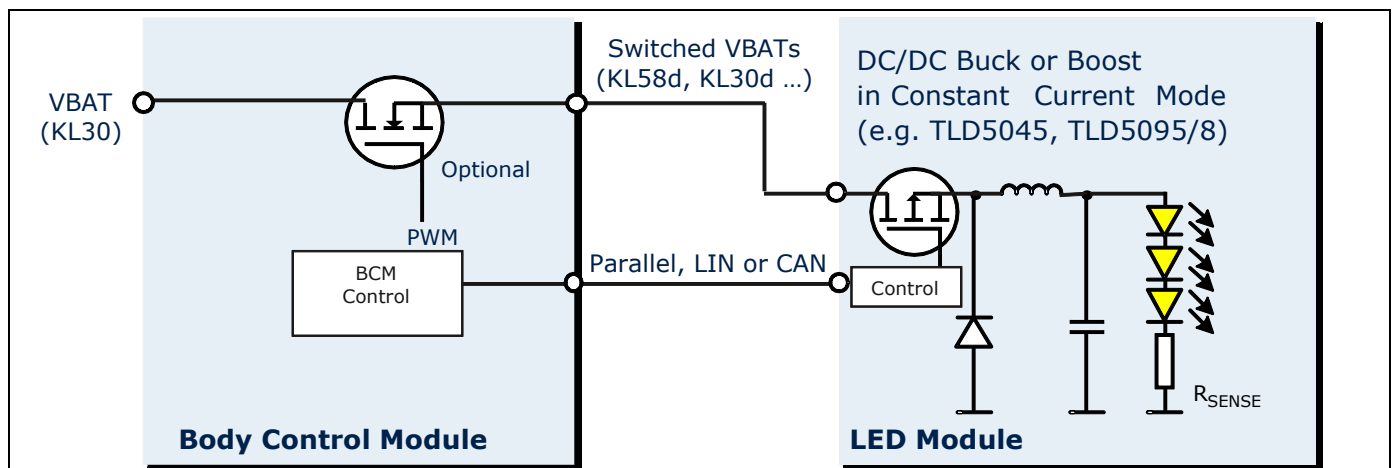 VBAT
(KL30)
Optional
PWM
BCM
Control
Body Control Module
Switched VBATs
(KL58d, KL30d …)
Parallel, LIN or CAN
DC/DC Buck or Boost
in Constant Current Mode
(e.g. TLD5045, TLD5095/8)
Control
RSENSE
LED Module